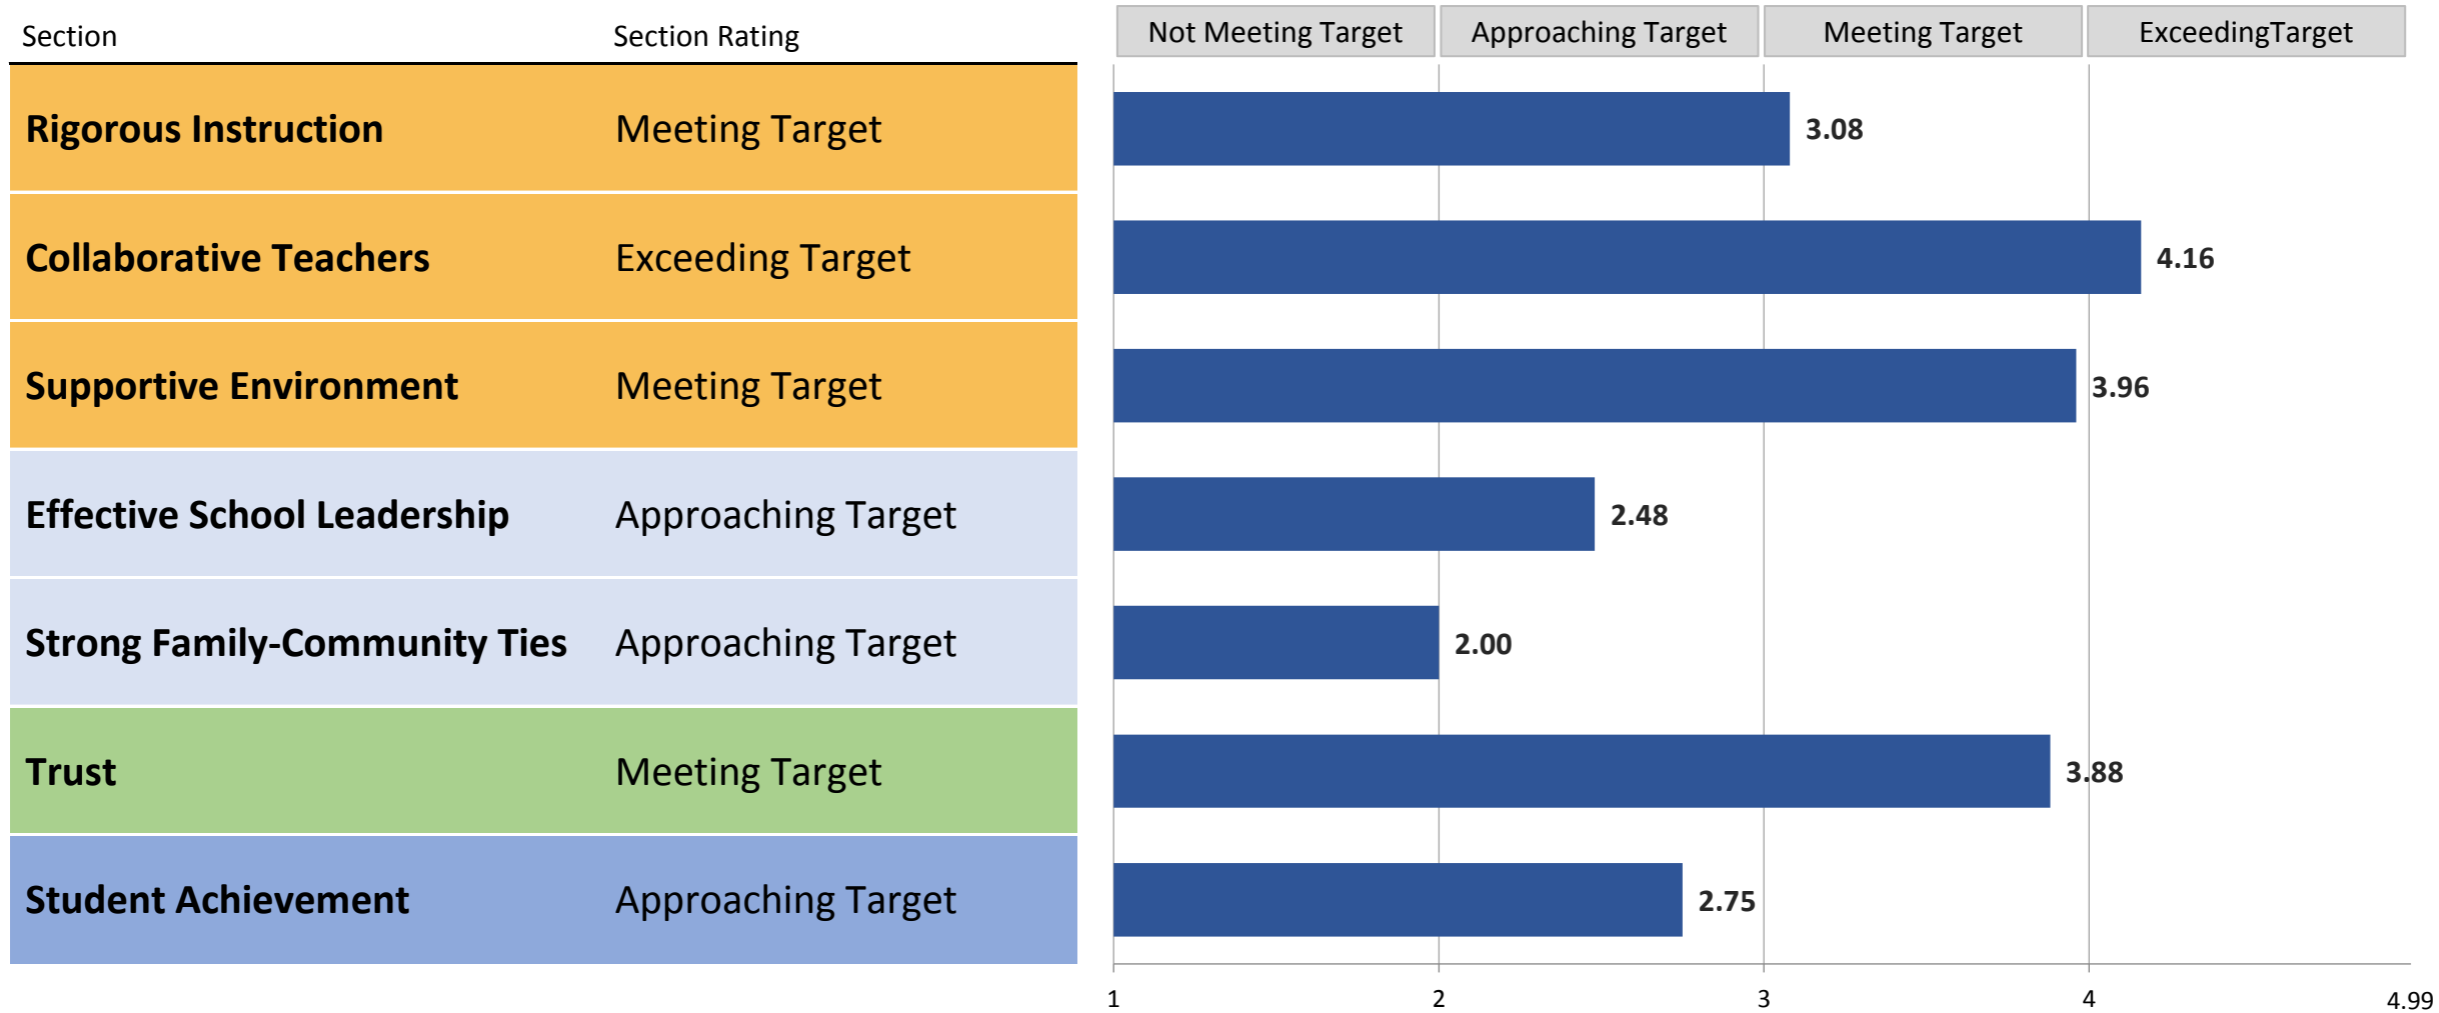 Section Section Rating Not Meeting Target Approaching Target Meeting Target ExceedingTarget
Rigorous Instruction Meeting Target 3.08
Collaborative Teachers Exceeding Target 4.16
Supportive Environment Meeting Target 3.96
Effective School Leadership Approaching Target 2.48
Strong Family-Community Ties Approaching Target 2.00
Trust Meeting Target 3.88
Student Achievement Approaching Target 2.75
1 2 3 4 4.99